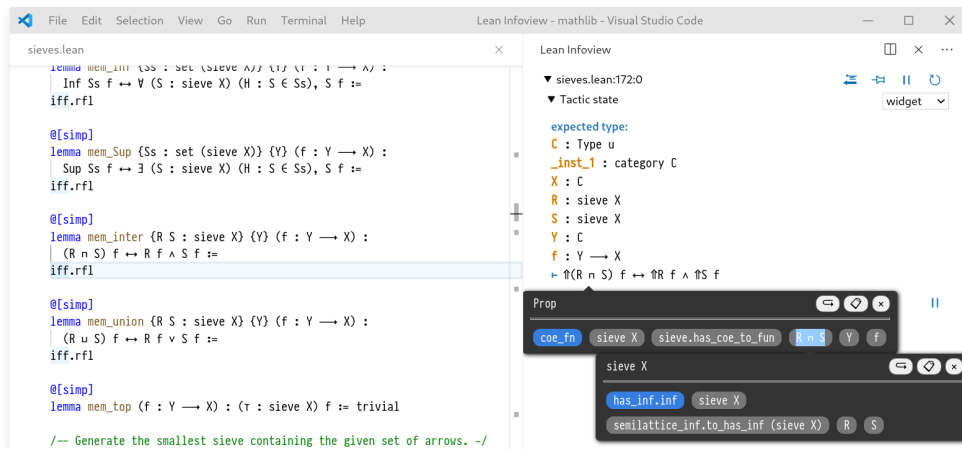 File Edit Selection View Go Run Terminal Help
Lean Infoview - mathlib - Visual Studio Code
sieves.lean
lemma mem_Inf {Ss : set (sieve X)} {Y} (f : Y ⟶ X) :
Inf Ss f ↔ ∀ (S : sieve X) (H : S ∈ Ss), S f :=
iff.rfl
@[simp]
lemma mem_Sup {Ss : set (sieve X)} {Y} (f : Y ⟶ X) :
Sup Ss f ↔ ∃ (S : sieve X) (H : S ∈ Ss), S f :=
iff.rfl
@[simp]
lemma mem_inter {R S : sieve X} {Y} (f : Y ⟶ X) :
(R ⊓ S) f ↔ R f ∧ S f :=
iff.rfl
@[simp]
lemma mem_union {R S : sieve X} {Y} (f : Y ⟶ X) :
(R ⊔ S) f ↔ R f ∨ S f :=
iff.rfl
@[simp]
lemma mem_top (f : Y ⟶ X) : (⊤ : sieve X) f := trivial
/-- Generate the smallest sieve containing the given set of arrows. -/
Lean Infoview
sieves.lean:172:0
Tactic state
widget
expected type:
C : Type u
_inst_1 : category C
X : C
R : sieve X
S : sieve X
Y : C
f : Y ⟶ X
⊢ ⇑(R ⊓ S) f ↔ ⇑R f ∧ ⇑S f
Prop
coe_fn sieve X sieve.has_coe_to_fun R ⊓ S Y f
sieve X
has_inf.inf sieve X
semilattice_inf.to_has_inf (sieve X) R S